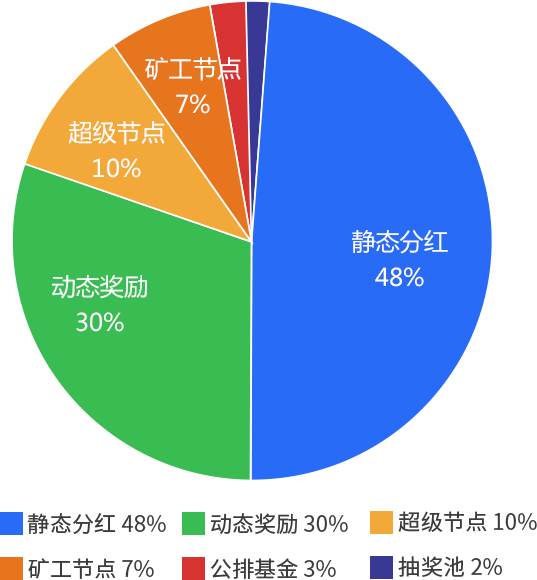 矿工节点
7%
超级节点
10%
静态分红
48%
动态奖励
30%
静态分红 48% 动态奖励 30% 超级节点 10%
矿工节点 7% 公排基金 3% 抽奖池 2%